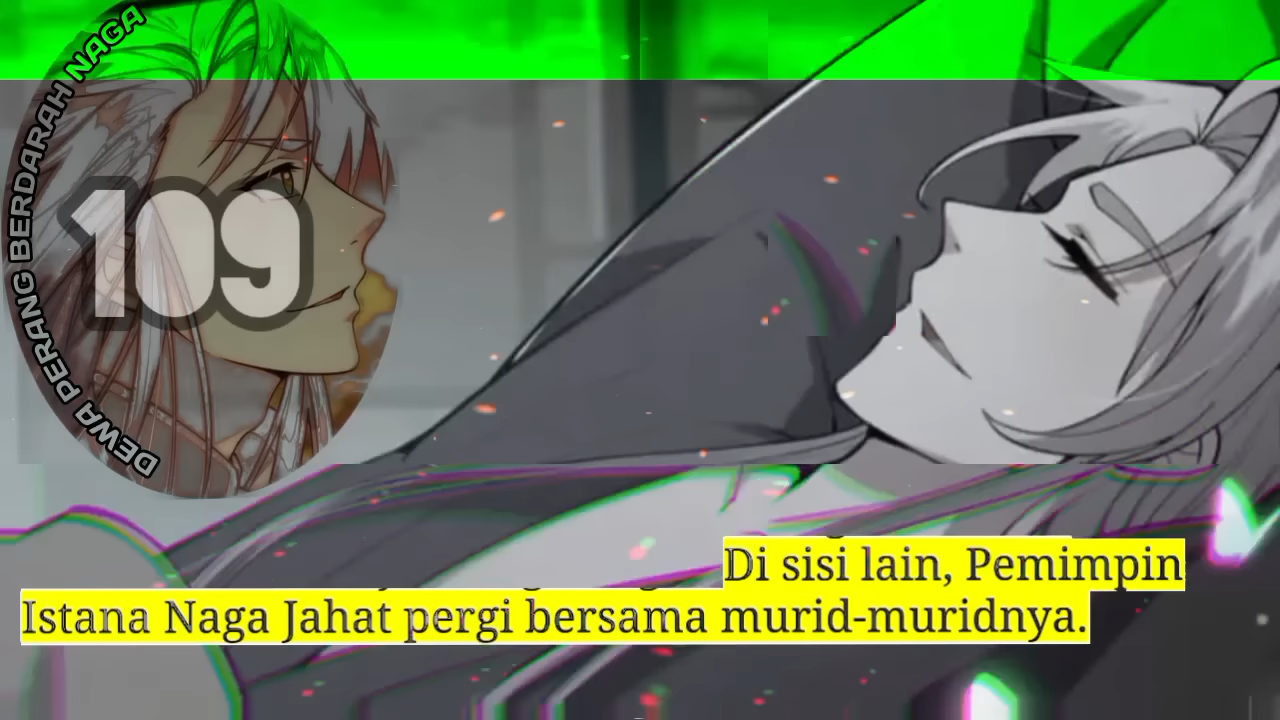 DEWA PERANG BERDARAH NAGA
109
Di sisi lain, Pemimpin
Istana Naga Jahat pergi bersama murid-muridnya.